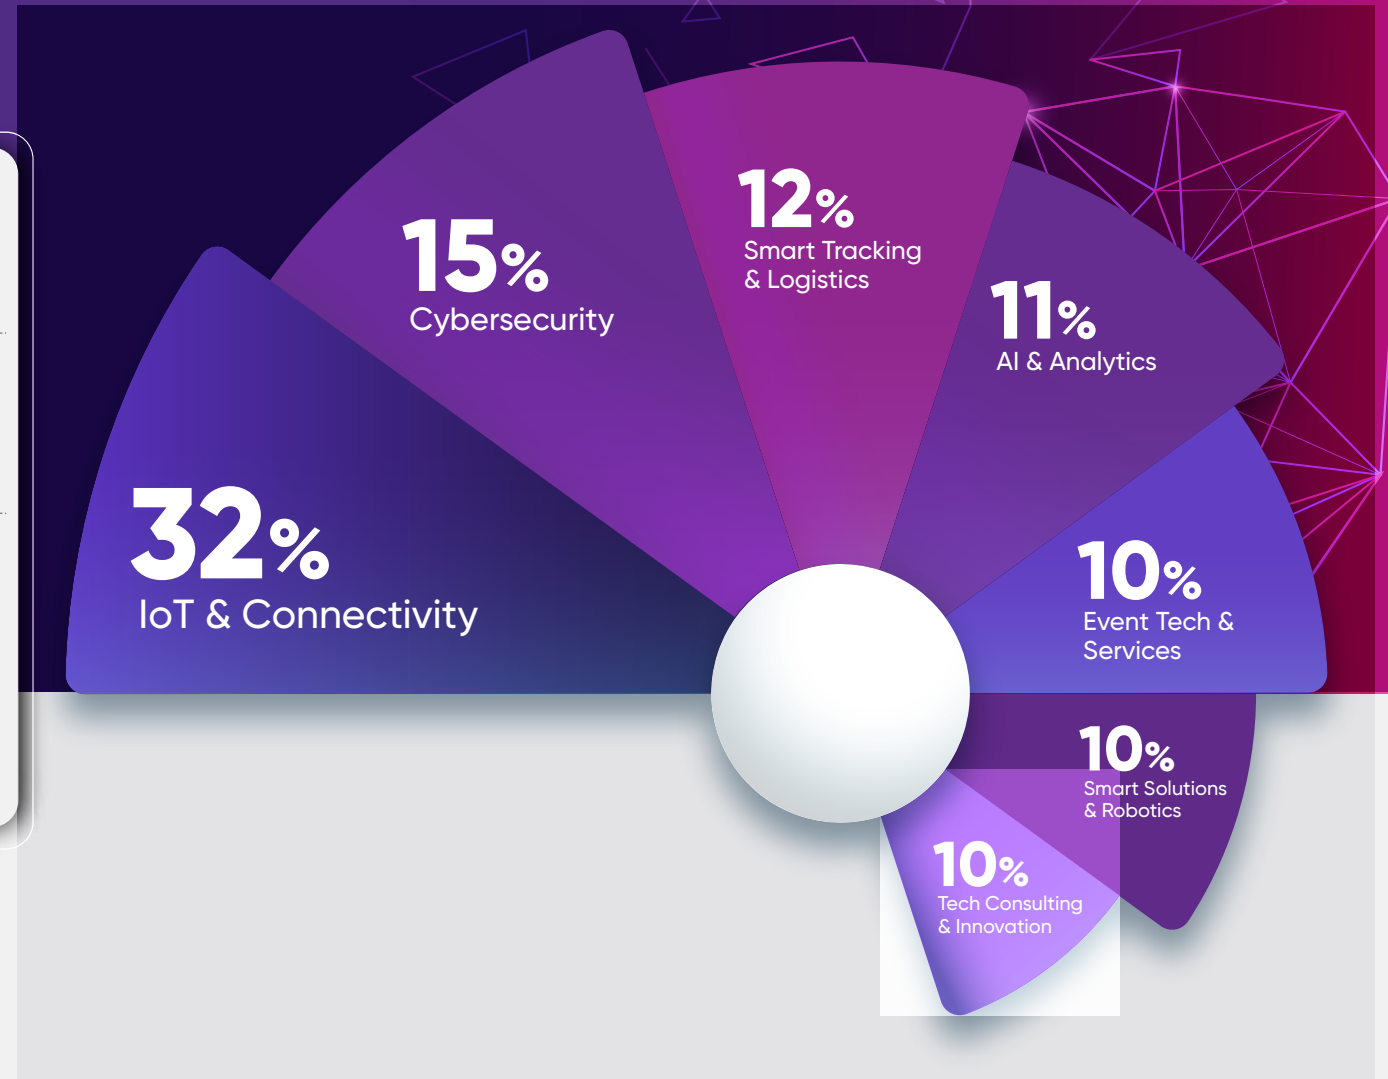 32%
IoT & Connectivity
15%
Cybersecurity
12%
Smart Tracking
& Logistics
11%
AI & Analytics
10%
Event Tech &
Services
10%
Smart Solutions
& Robotics
10%
Tech Consulting
& Innovation